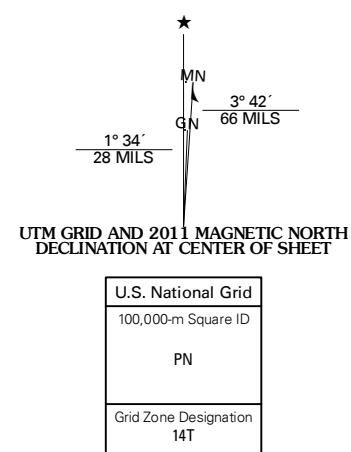 ★
MN
3° 42´
66 MILS
GN
1° 34´
28 MILS
UTM GRID AND 2011 MAGNETIC NORTH
DECLINATION AT CENTER OF SHEET
U.S. National Grid
100,000-m Square ID
PN
Grid Zone Designation
14T